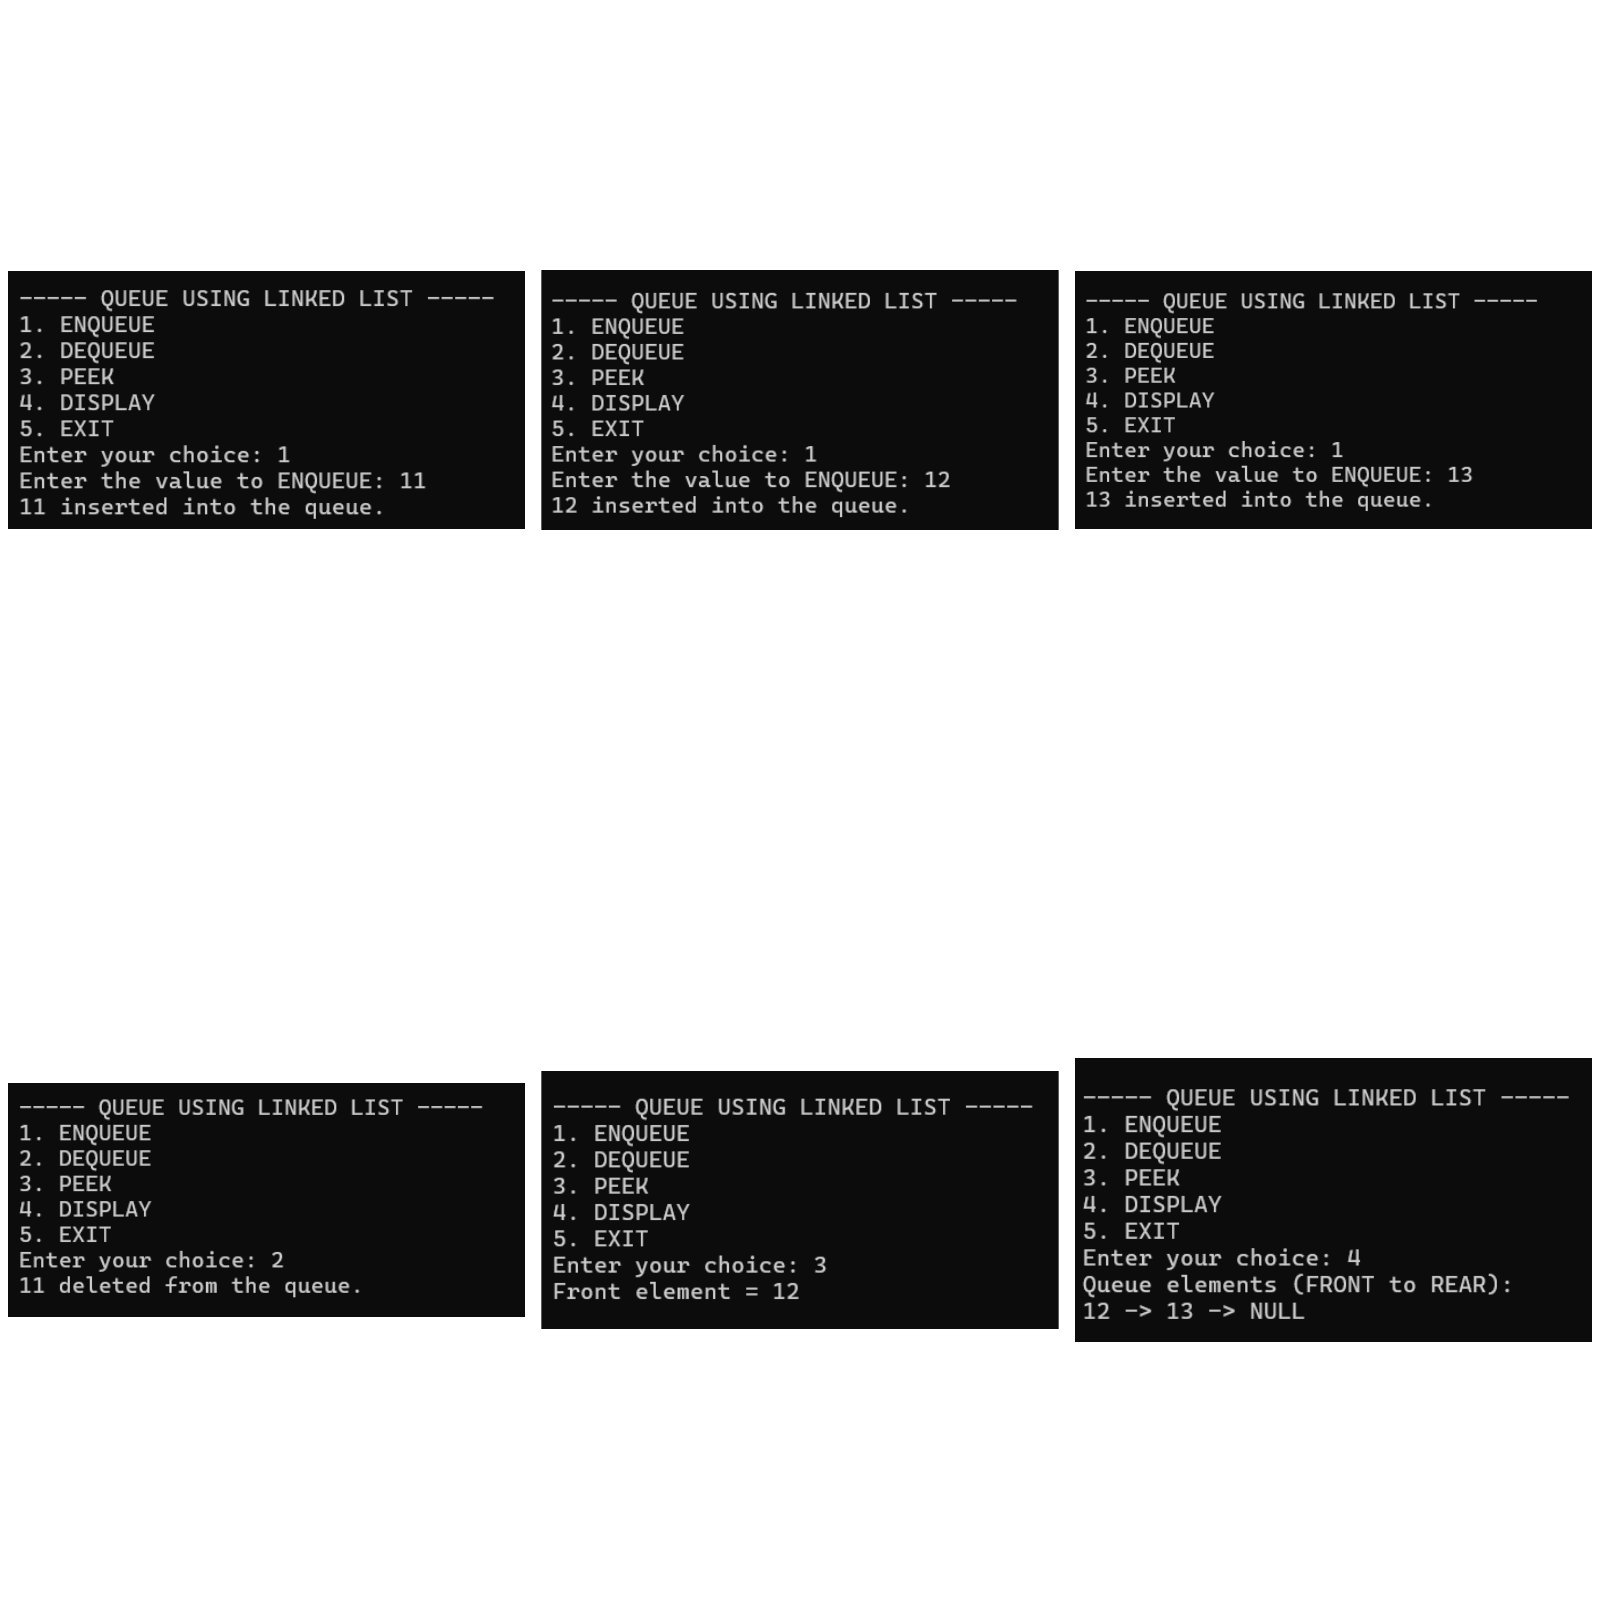 ----- QUEUE USING LINKED LIST -----
1. ENQUEUE
2. DEQUEUE
3. PEEK
4. DISPLAY
5. EXIT
Enter your choice: 1
Enter the value to ENQUEUE: 11
11 inserted into the queue.
----- QUEUE USING LINKED LIST -----
1. ENQUEUE
2. DEQUEUE
3. PEEK
4. DISPLAY
5. EXIT
Enter your choice: 1
Enter the value to ENQUEUE: 12
12 inserted into the queue.
----- QUEUE USING LINKED LIST -----
1. ENQUEUE
2. DEQUEUE
3. PEEK
4. DISPLAY
5. EXIT
Enter your choice: 1
Enter the value to ENQUEUE: 13
13 inserted into the queue.
----- QUEUE USING LINKED LIST -----
1. ENQUEUE
2. DEQUEUE
3. PEEK
4. DISPLAY
5. EXIT
Enter your choice: 2
11 deleted from the queue.
----- QUEUE USING LINKED LIST -----
1. ENQUEUE
2. DEQUEUE
3. PEEK
4. DISPLAY
5. EXIT
Enter your choice: 3
Front element = 12
----- QUEUE USING LINKED LIST -----
1. ENQUEUE
2. DEQUEUE
3. PEEK
4. DISPLAY
5. EXIT
Enter your choice: 4
Queue elements (FRONT to REAR):
12 -> 13 -> NULL